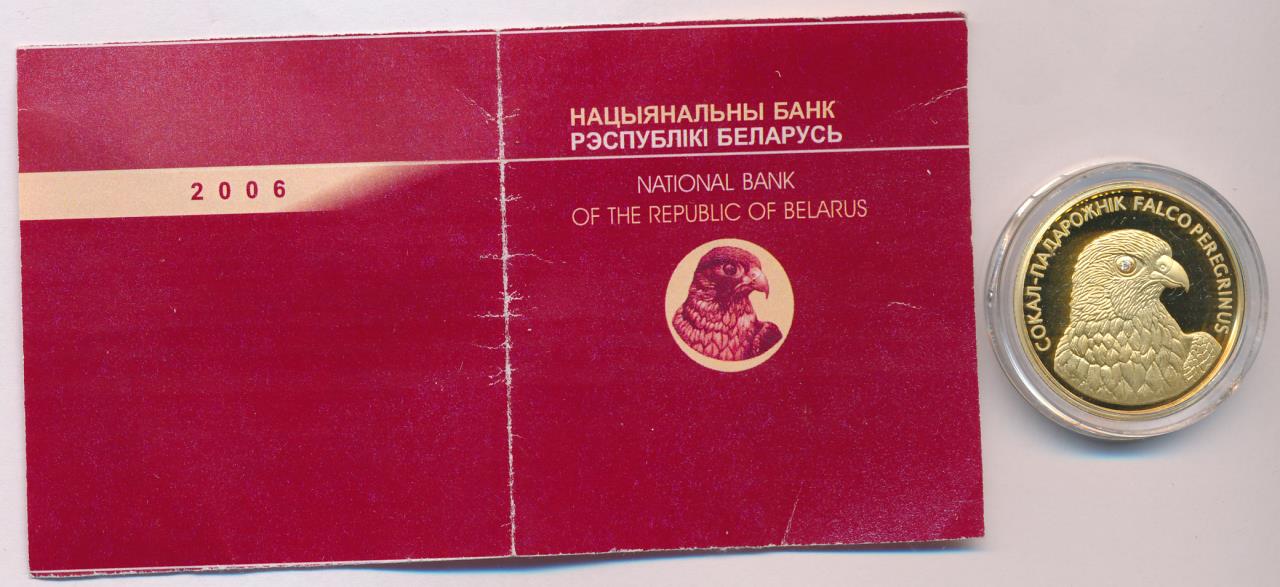 2006
НАЦЫЯНАЛЬНЫ БАНК
РЭСПУБЛІКІ БЕЛАРУСЬ
NATIONAL BANK
OF THE REPUBLIC OF BELARUS
СОКАЛ-ПАДАРОЖНІК FALCO PEREGRINUS